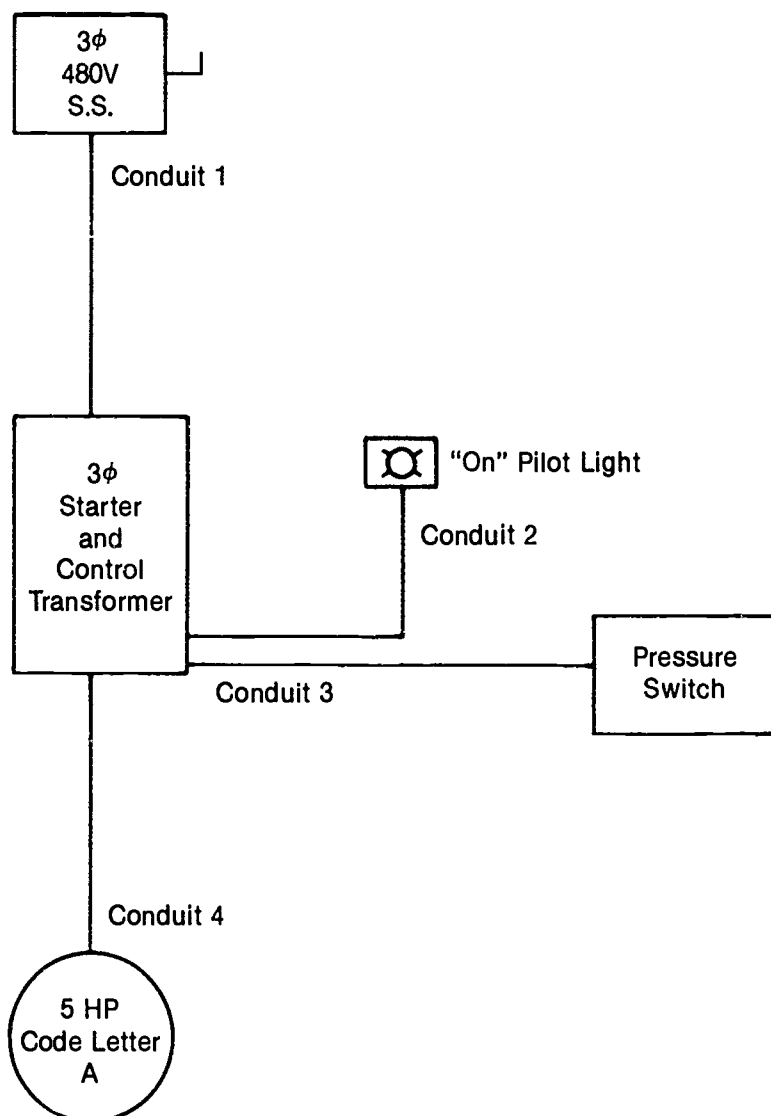 3ϕ
480V
S.S.
Conduit 1
3ϕ
Starter
and
Control
Transformer
"On" Pilot Light
Conduit 2
Pressure
Switch
Conduit 3
Conduit 4
5 HP
Code Letter
A